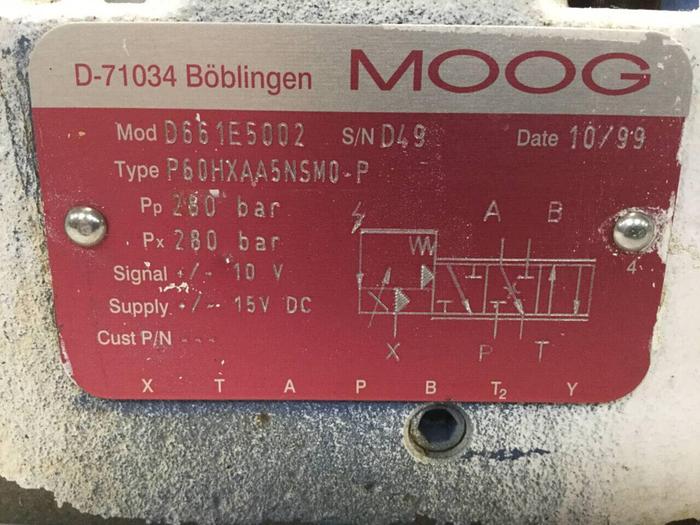 D-71034 Böblingen MOOG
Mod D661E5002 S/N D49 Date 10/99
Type P60HXAA5NSM0-P
Pp 280 bar
Px 280 bar
Signal +/- 10 V
Supply +/- 15V DC
Cust P/N ---
A B
4
X P T
X T A P B T₂ Y